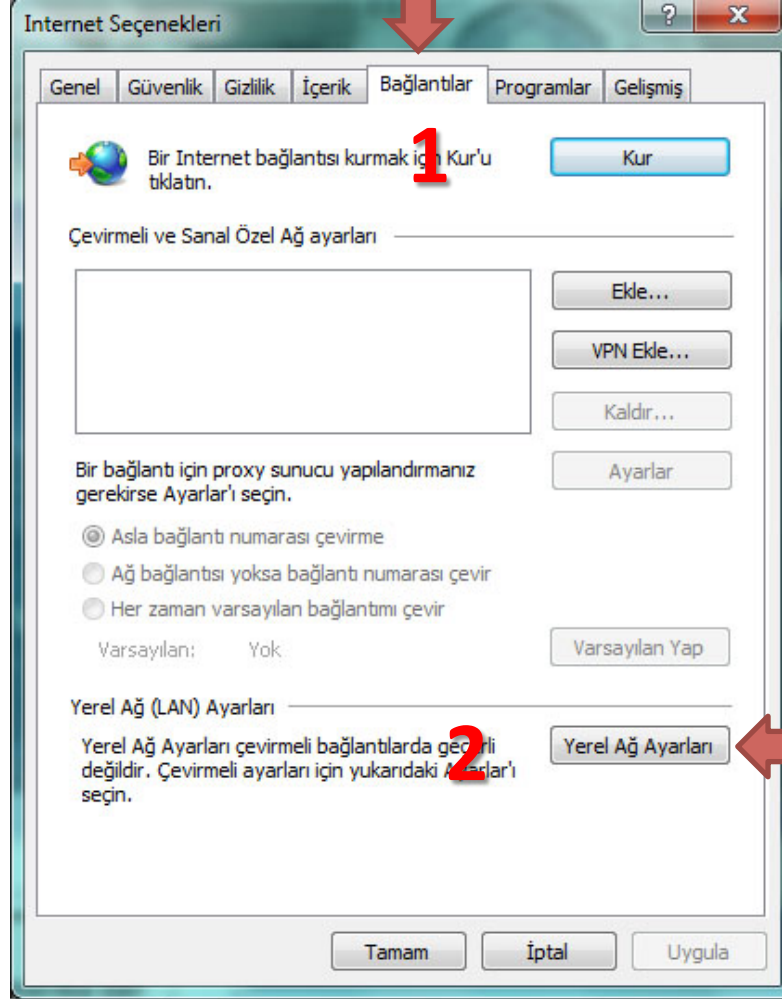 Internet Seçenekleri
Genel Güvenlik Gizlilik İçerik Bağlantılar Programlar Gelişmiş
1
Bir Internet bağlantısı kurmak için Kur'u
tıklatın.
Kur
Çevirmeli ve Sanal Özel Ağ ayarları
Ekle...
VPN Ekle...
Kaldır...
Bir bağlantı için proxy sunucu yapılandırmanız
gerekirse Ayarlar'ı seçin.
Ayarlar
Asla bağlantı numarası çevirme
Ağ bağlantısı yoksa bağlantı numarası çevir
Her zaman varsayılan bağlantımı çevir
Varsayılan: Yok
Varsayılan Yap
Yerel Ağ (LAN) Ayarları
2
Yerel Ağ Ayarları çevirmeli bağlantılarda geçerli
değildir. Çevirmeli ayarları için yukarıdaki Ayarlar'ı
seçin.
Yerel Ağ Ayarları
Tamam İptal Uygula